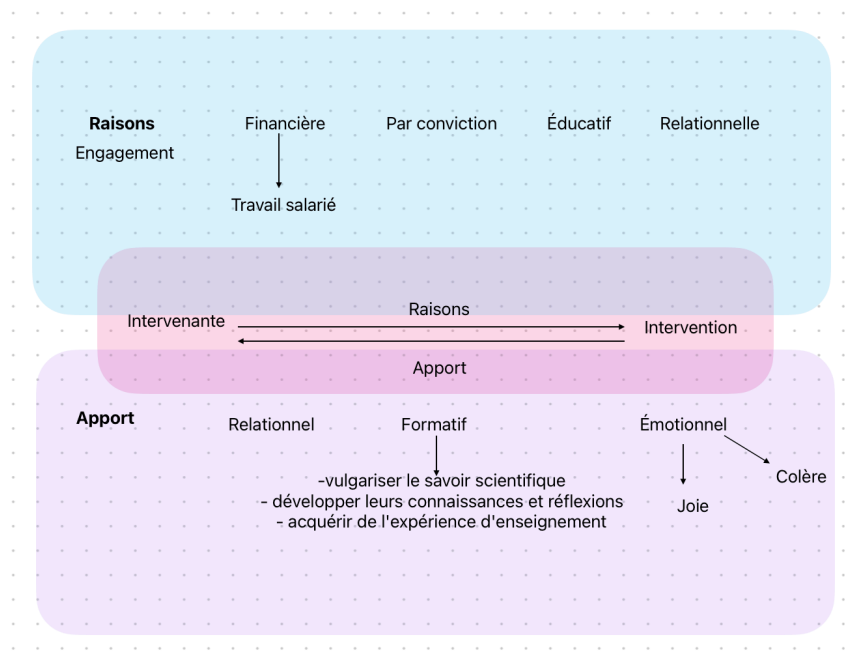 Raisons
Engagement
Financière
Par conviction
Éducatif
Relationnelle
Travail salarié
Intervenante
Raisons
Intervention
Apport
Apport
Relationnel
Formatif
Émotionnel
-vulgariser le savoir scientifique
- développer leurs connaissances et réflexions
- acquérir de l'expérience d'enseignement
Joie
Colère